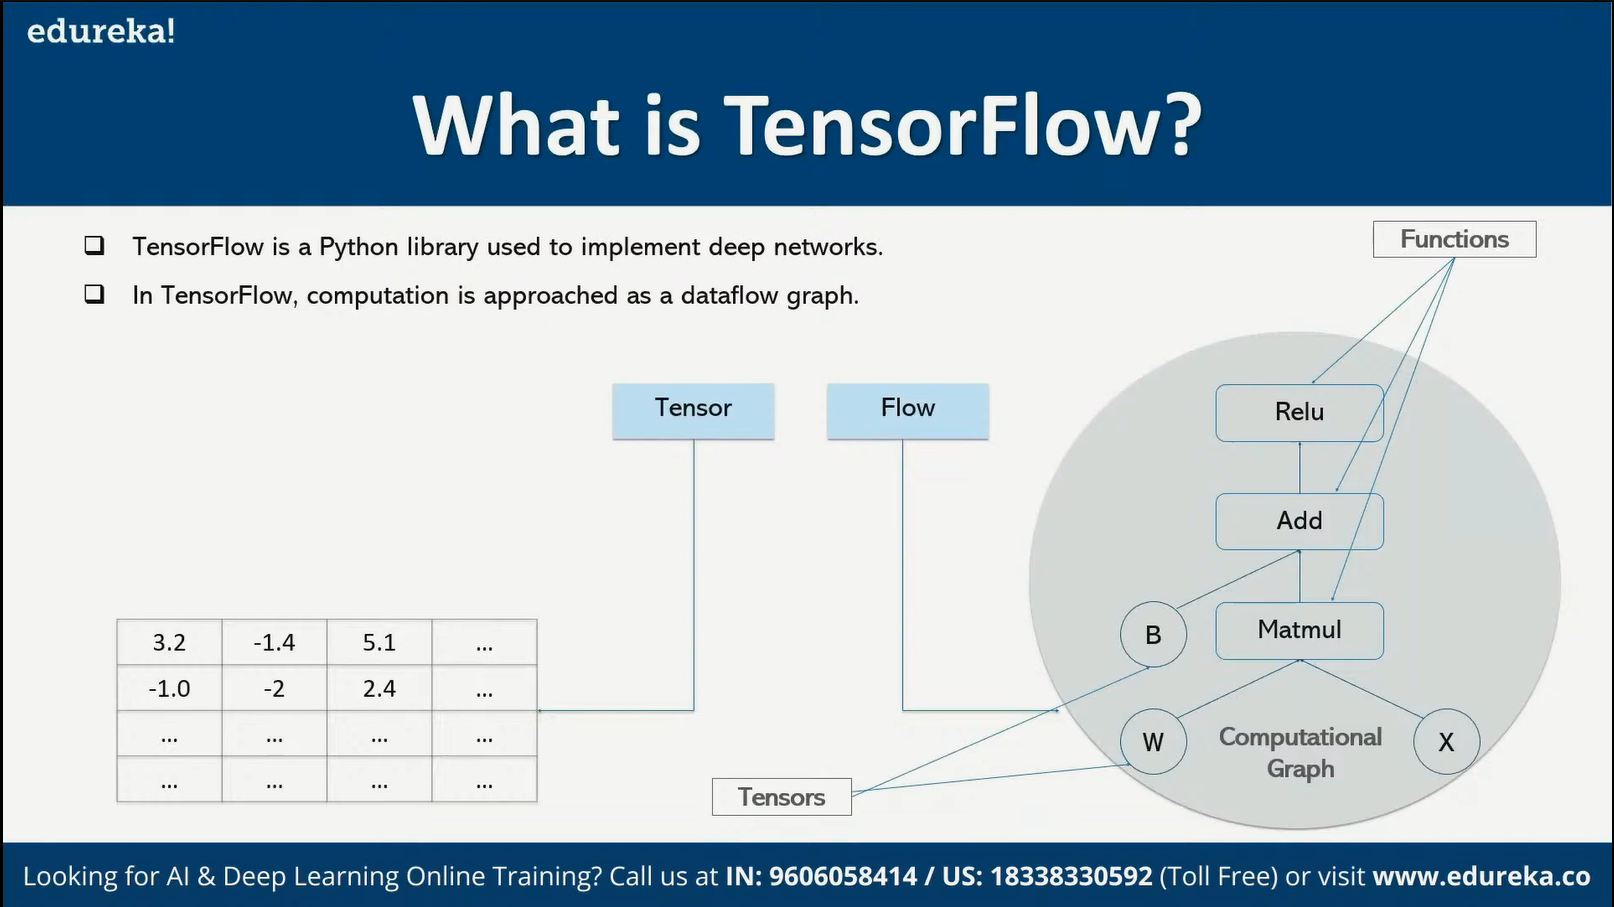 edureka!
What is TensorFlow?
TensorFlow is a Python library used to implement deep networks.
In TensorFlow, computation is approached as a dataflow graph.
Functions
Tensor
Flow
Relu
Add
B
Matmul
W
X
Computational
Graph
3.2 -1.4 5.1 ...
-1.0 -2 2.4 ...
... ... ... ...
... ... ... ...
Tensors
Looking for AI & Deep Learning Online Training? Call us at IN: 9606058414 / US: 18338330592 (Toll Free) or visit www.edureka.co